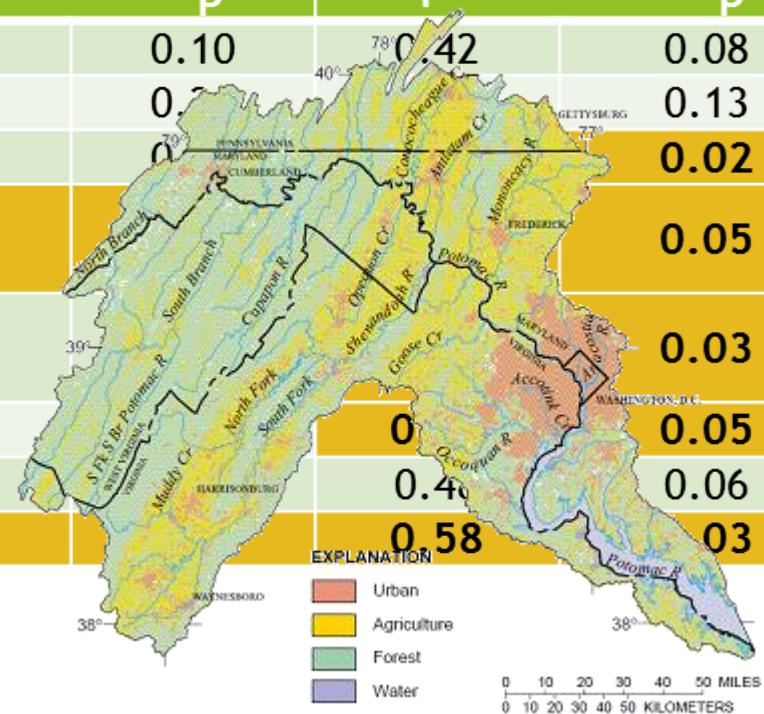 0.10 0.42 0.08
78°
40°
0.13
Conococheague Cr
GETTYSBURG
77°
79°
PENNSYLVANIA
MARYLAND
Antietam Cr
0.02
CUMBERLAND
Monocacy R
North Branch
FREDERICK
0.05
South Branch
Opequon Cr
Potomac R
Cacapon R
Shenandoah R
MARYLAND
VIRGINIA
39°
Goose Cr
0.03
Accotink Cr
WASHINGTON, D.C.
S Fk S Br Potomac R
North Fork
South Fork
0.05
WEST VIRGINIA
VIRGINIA
Muddy Cr
Occoquan R
HARRISONBURG
0.06
0.58 03
EXPLANATION
Potomac R
Urban
WAYNESBORO
Agriculture
38° 38°
Forest
Water
0 10 20 30 40 50 MILES
0 10 20 30 40 50 KILOMETERS